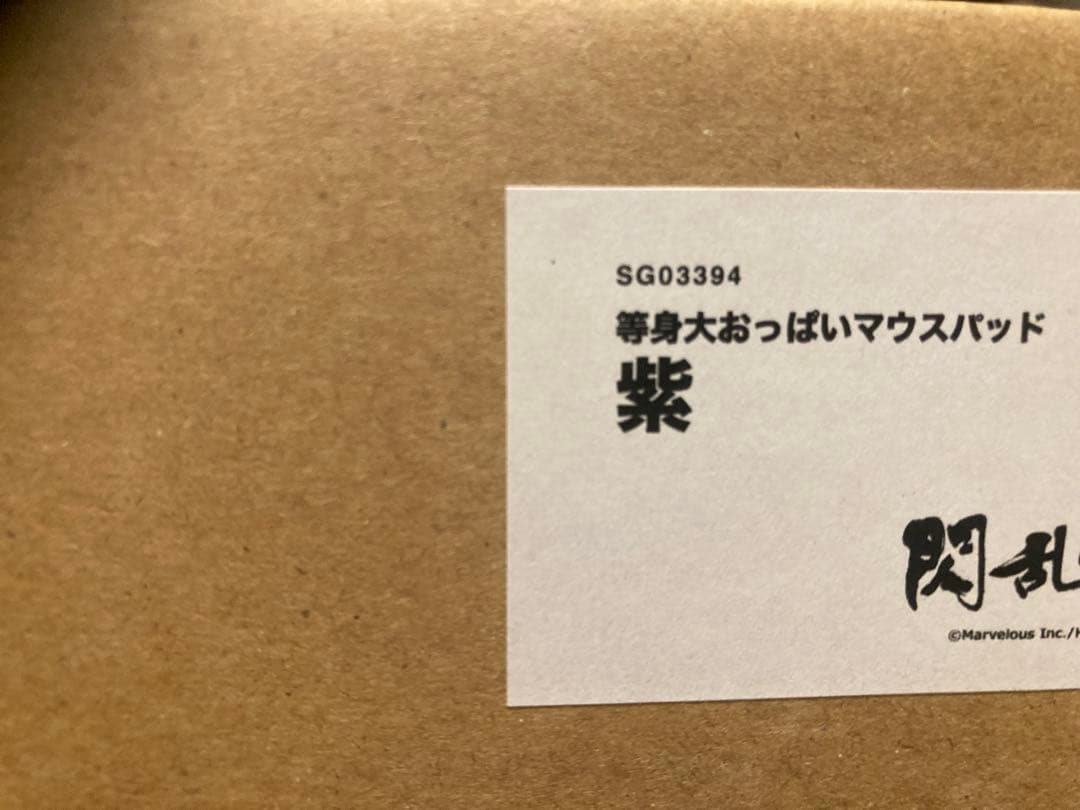 SG03394
等身大おっぱいマウスパッド
紫
閃乱
©Marvelous Inc./